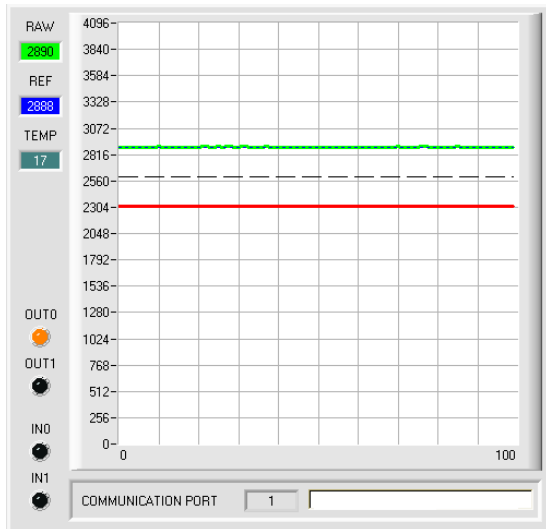 RAW
2890
REF
2888
TEMP
17
OUT0
OUT1
IN0
IN1
4096
3840
3584
3328
3072
2816
2560
2304
2048
1792
1536
1280
1024
768
512
256
0
0 100
COMMUNICATION PORT 1